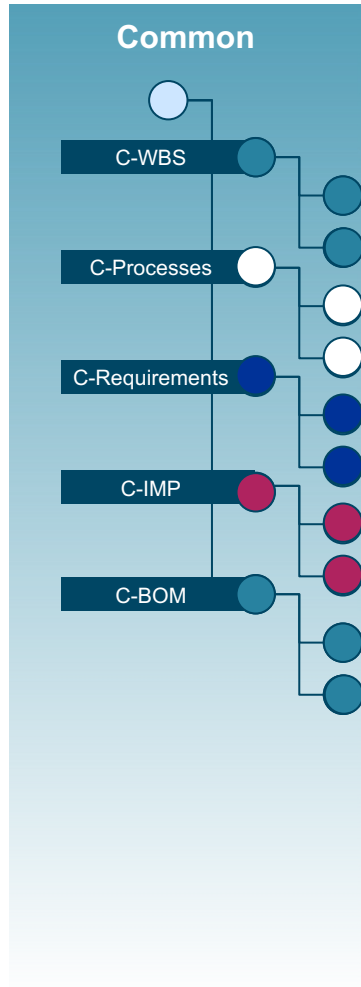 Common
C-WBS
C-Processes
C-Requirements
C-IMP
C-BOM